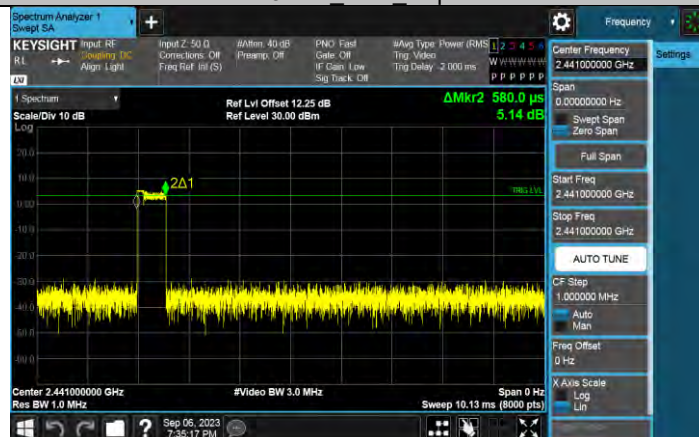 Spectrum Analyzer 1
Swept SA
+
Frequency
KEYSIGHT
RL
LXI
Input: RF
Coupling: DC
Align: Light
Input Z: 50 Ω
Corrections: Off
Freq Ref: Int (S)
#Atten: 40 dB
Preamp: Off
PNO: Fast
Gate: Off
IF Gain: Low
Sig Track: Off
#Avg Type: Power (RMS
Trig: Video
Trig Delay: -2.000 ms
1 2 3 4 5 6
W W W W W W
P P P P P P
1 Spectrum
Scale/Div 10 dB
Log
Ref Lvl Offset 12.25 dB
Ref Level 30.00 dBm
ΔMkr2 580.0 μs
5.14 dB
20.0
10.0
0.00
-10.0
-20.0
-30.0
-40.0
-50.0
-60.0
2Δ1
TRIG LVL
Center 2.441000000 GHz
Res BW 1.0 MHz
#Video BW 3.0 MHz
Span 0 Hz
Sweep 10.13 ms (8000 pts)
Center Frequency
2.441000000 GHz
Settings
Span
0.00000000 Hz
Swept Span
Zero Span
Full Span
Start Freq
2.441000000 GHz
Stop Freq
2.441000000 GHz
AUTO TUNE
CF Step
1.000000 MHz
Auto
Man
Freq Offset
0 Hz
X Axis Scale
Log
Lin
?
Sep 06, 2023
7:35:17 PM